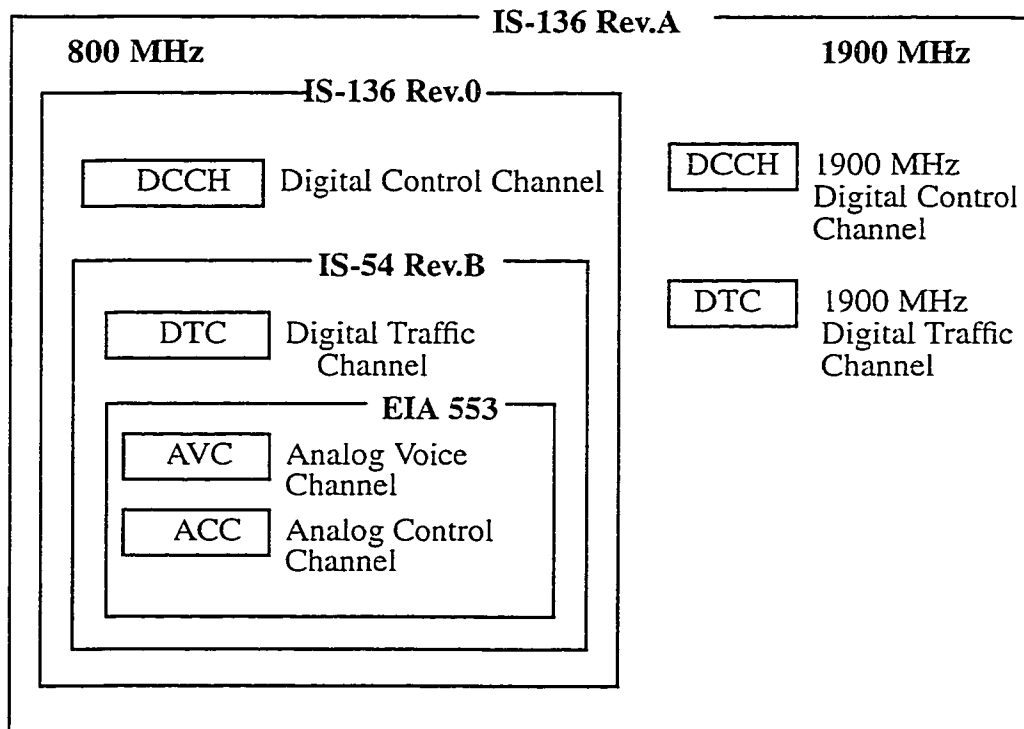 IS-136 Rev.A
800 MHz
1900 MHz
IS-136 Rev.0
DCCH Digital Control Channel
IS-54 Rev.B
DTC Digital Traffic
Channel
EIA 553
AVC Analog Voice
Channel
ACC Analog Control
Channel
DCCH 1900 MHz
Digital Control
Channel
DTC 1900 MHz
Digital Traffic
Channel